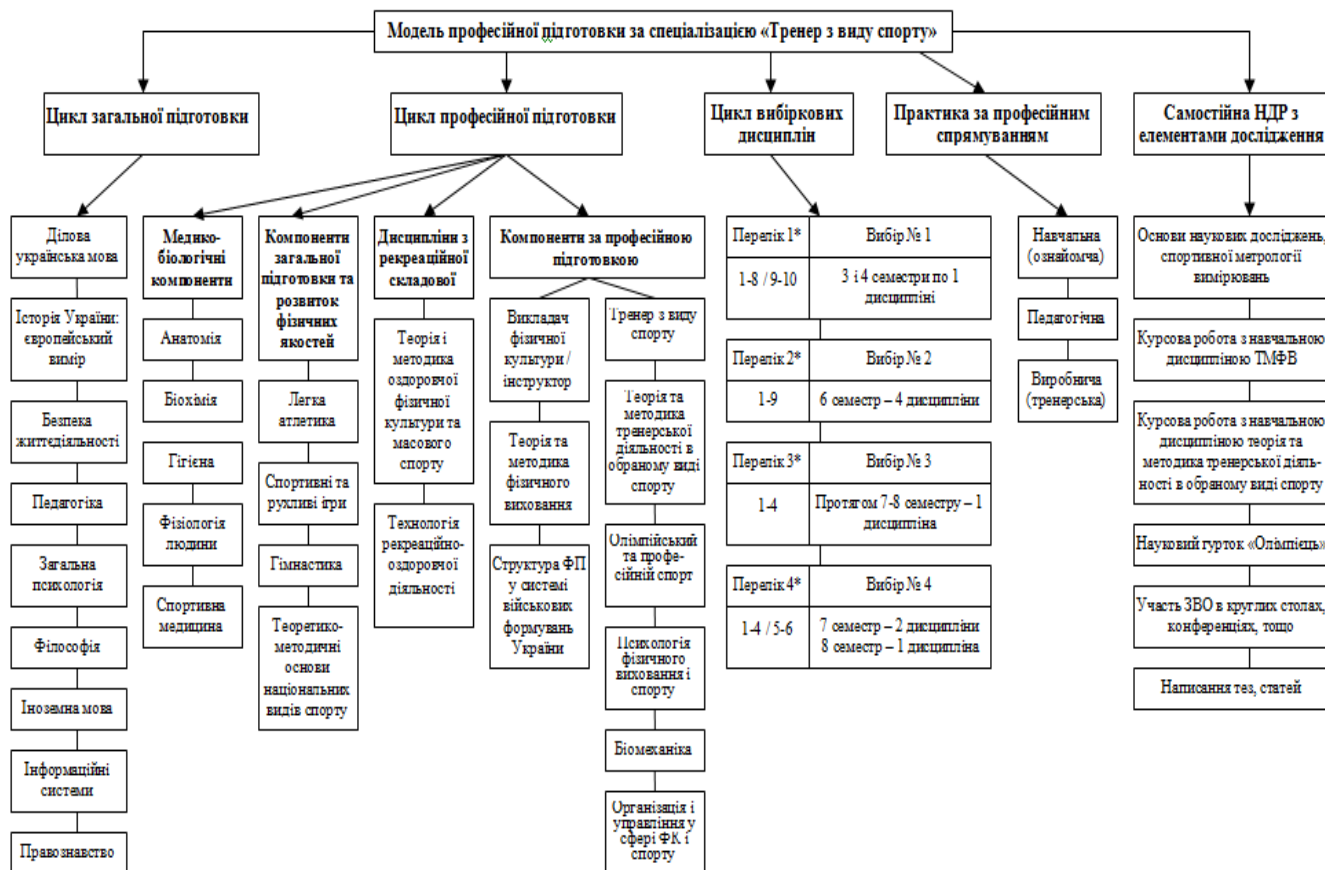 Модель професійної підготовки за спеціалізацією «Тренер з виду спорту»
Цикл загальної підготовки
Цикл професійної підготовки
Цикл вибіркових
дисциплін
Практика за професійним
спрямуванням
Самостійна НДР з
елементами дослідження
Ділова
українська мова
Історія України:
європейський
вимір
Безпека
життєдіяльності
Педагогіка
Загальна
психологія
Філософія
Іноземна мова
Інформаційні
системи
Правознавство
Медико-
біологічні
компоненти
Анатомія
Біохімія
Гігієна
Фізіологія
людини
Спортивна
медицина
Компоненти
загальної
підготовки та
розвиток
фізичних
якостей
Легка
атлетика
Спортивні та
рухливі ігри
Гімнастика
Теоретико-
методичні
основи
національних
видів спорту
Дисципліни з
рекреаційної
складової
Теорія і
методика
оздоровчої
фізичної
культури та
масового
спорту
Технологія
рекреаційно-
оздоровчої
діяльності
Компоненти за професійною
підготовкою
Викладач
фізичної
культури /
інструктор
Теорія та
методика
фізичного
виховання
Структура ФП
у системі
військових
формувань
України
Тренер з виду
спорту
Теорія та
методика
тренерської
діяльності в
обраному виді
спорту
Олімпійський
та профе-
сійній спорт
Психологія
фізичного
виховання і
спорту
Біомеханіка
Організація і
управління у
сфері ФК і
спорту
Перелік 1*
Вибір № 1
1-8 / 9-10
3 і 4 семестри по 1
дисципліні
Перелік 2*
Вибір № 2
1-9
6 семестр – 4 дисципліни
Перелік 3*
Вибір № 3
1-4
Протягом 7-8 семестру – 1
дисципліна
Перелік 4*
Вибір № 4
1-4 / 5-6
7 семестр – 2 дисципліни
8 семестр – 1 дисципліна
Навчальна
(ознайомча)
Педагогічна
Виробнича
(тренерська)
Основи наукових досліджень,
спортивної метрології
вимірювань
Курсова робота з навчальною
дисципліною ТМФВ
Курсова робота з навчальною
дисципліною теорія та
методика тренерської діяль-
ності в обраному виді спорту
Науковий гурток «Олімпієць»
Участь ЗВО в круглих столах,
конференціях, тощо
Написання тез, статей